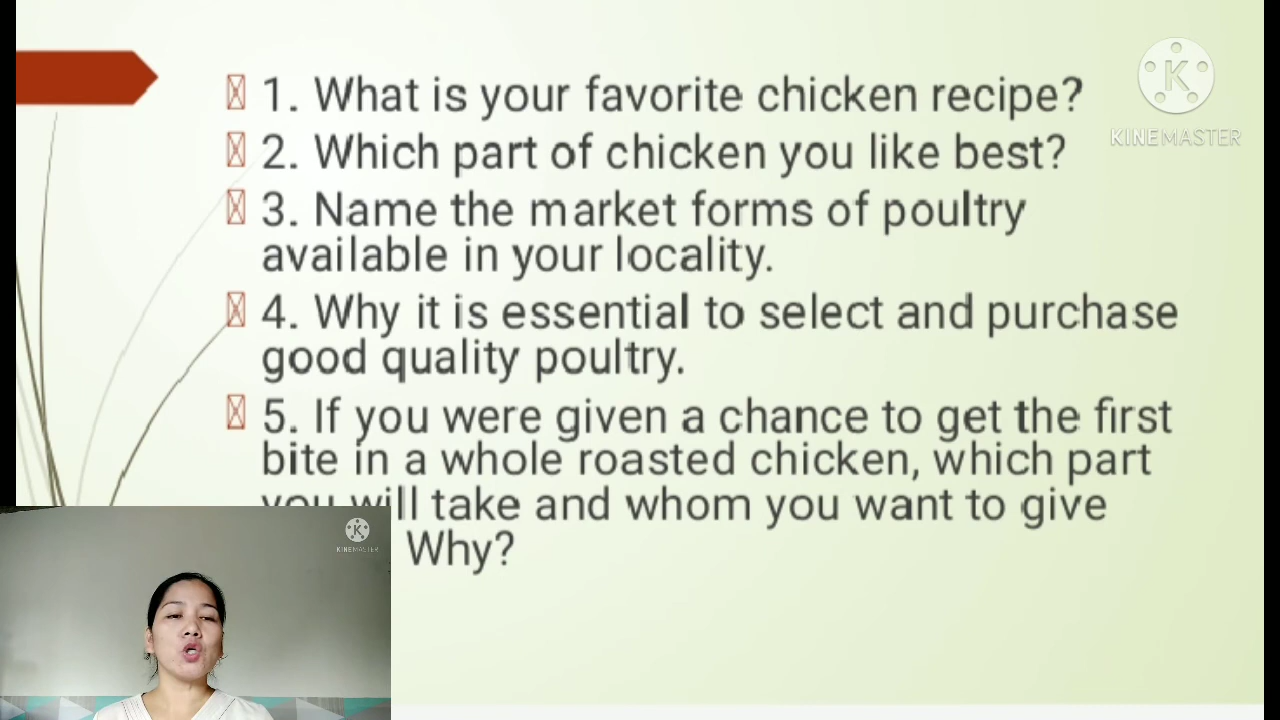 1. What is your favorite chicken recipe?
2. Which part of chicken you like best?
3. Name the market forms of poultry
available in your locality.
4. Why it is essential to select and purchase
good quality poultry.
5. If you were given a chance to get the first
bite in a whole roasted chicken, which part
you will take and whom you want to give
Why?
K
KINEMASTER
K
KINEMASTER